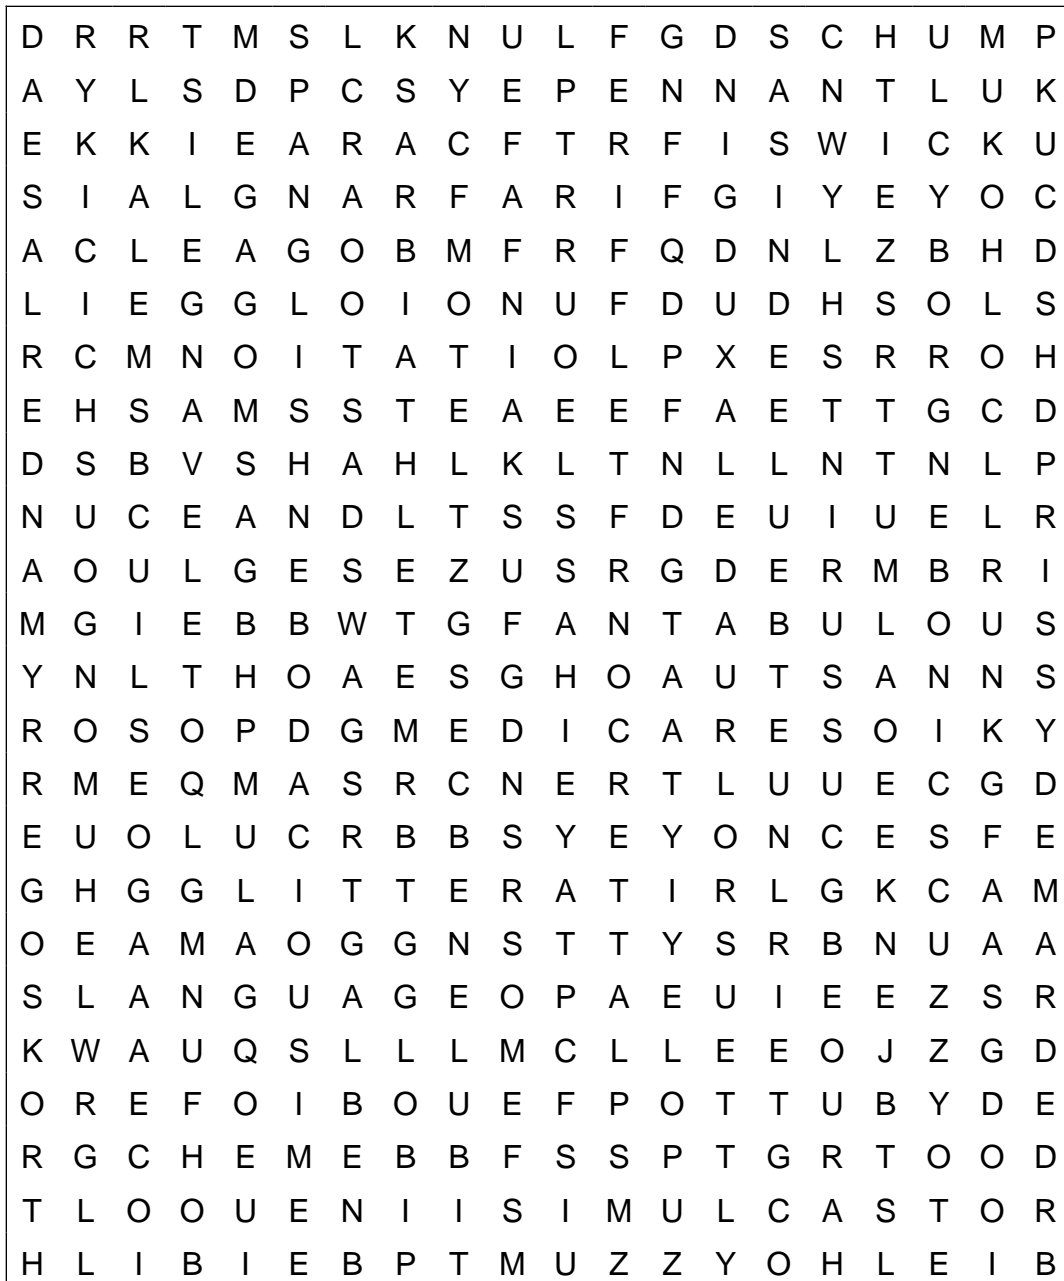 D R R T M S L K N U L F G D S C H U M P
A Y L S D P C S Y E P E N N A N T L U K
E K K I E A R A C F T R F I S W I C K U
S I A L G N A R F A R I F G I Y E Y O C
A C L E A G O B M F R F Q D N L Z B H D
L I E G G L O I O N U F D U D H S O L S
R C M N O I T A T I O L P X E S R R O H
E H S A M S S T E A E E F A E T T G C D
D S B V S H A H L K L T N L L N T N L P
N U C E A N D L T S S F D E U I U E L R
A O U L G E S E Z U S R G D E R M B R I
M G I E B B W T G F A N T A B U L O U S
Y N L T H O A E S G H O A U T S A N N S
R O S O P D G M E D I C A R E S O I K Y
R M E Q M A S R C N E R T L U U E C G D
E U O L U C R B B S Y E Y O N C E S F E
G H G G L I T T E R A T I R L G K C A M
O E A M A O G G N S T T Y S R B N U A A
S L A N G U A G E O P A E U I E E Z S R
K W A U Q S L L L M C L L E E O J Z G D
O R E F O I B O U E F P O T T U B Y D E
R G C H E M E B B F S S P T G R T O O D
T L O O U E N I I S I M U L C A S T O R
H L I B I E B P T M U Z Z Y O H L E I B